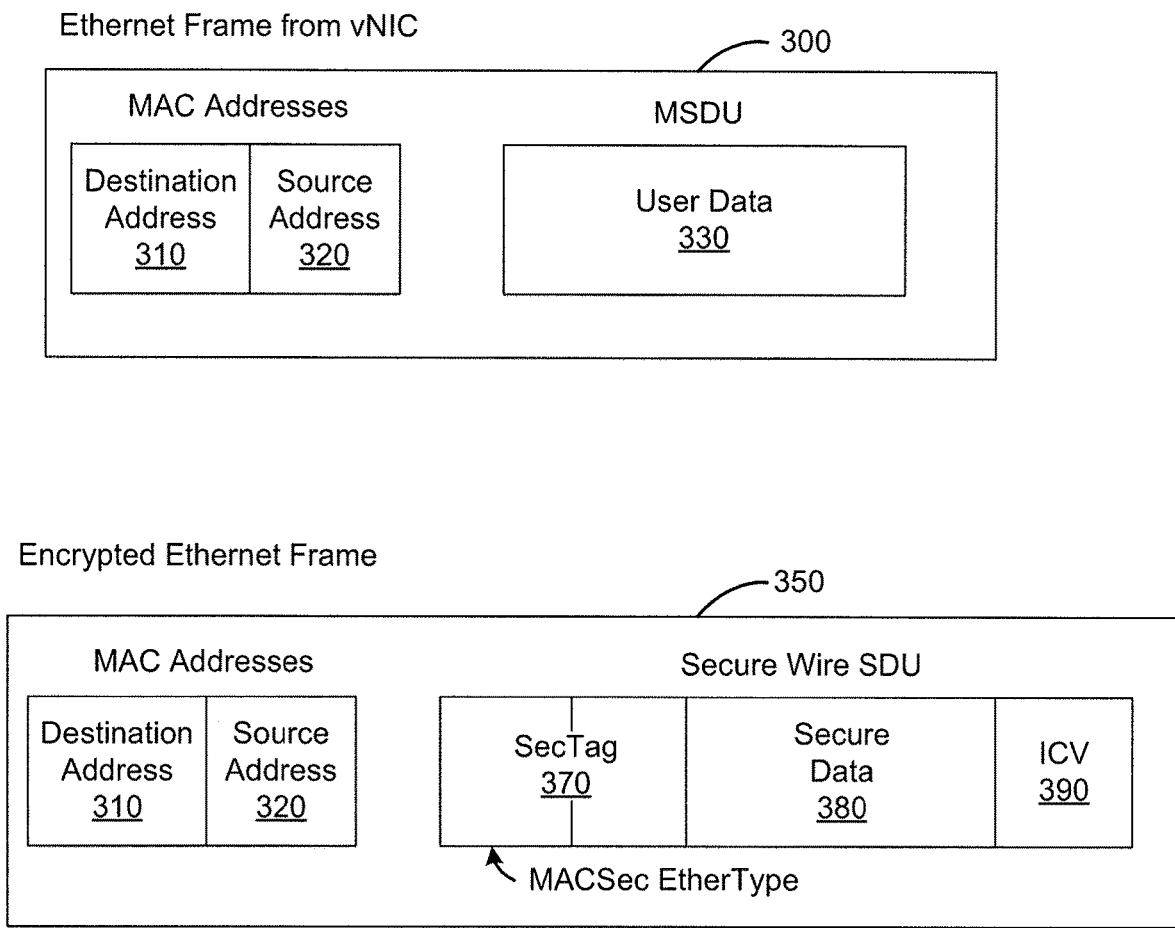 Ethernet Frame from vNIC
300
MAC Addresses
MSDU
Destination
Address
310
Source
Address
320
User Data
330
Encrypted Ethernet Frame
350
MAC Addresses
Secure Wire SDU
Destination
Address
310
Source
Address
320
SecTag
370
Secure
Data
380
ICV
390
MACSec EtherType